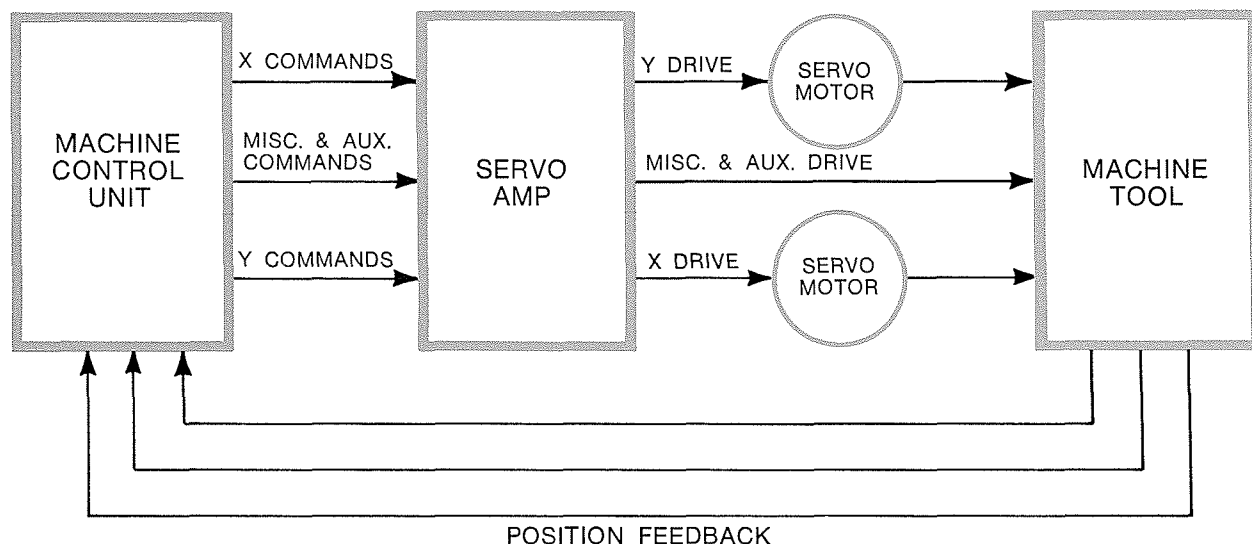 X COMMANDS
Y DRIVE
SERVO
MOTOR
MACHINE
CONTROL
UNIT
MISC. & AUX.
COMMANDS
SERVO
AMP
MISC. & AUX. DRIVE
MACHINE
TOOL
Y COMMANDS
X DRIVE
SERVO
MOTOR
POSITION FEEDBACK